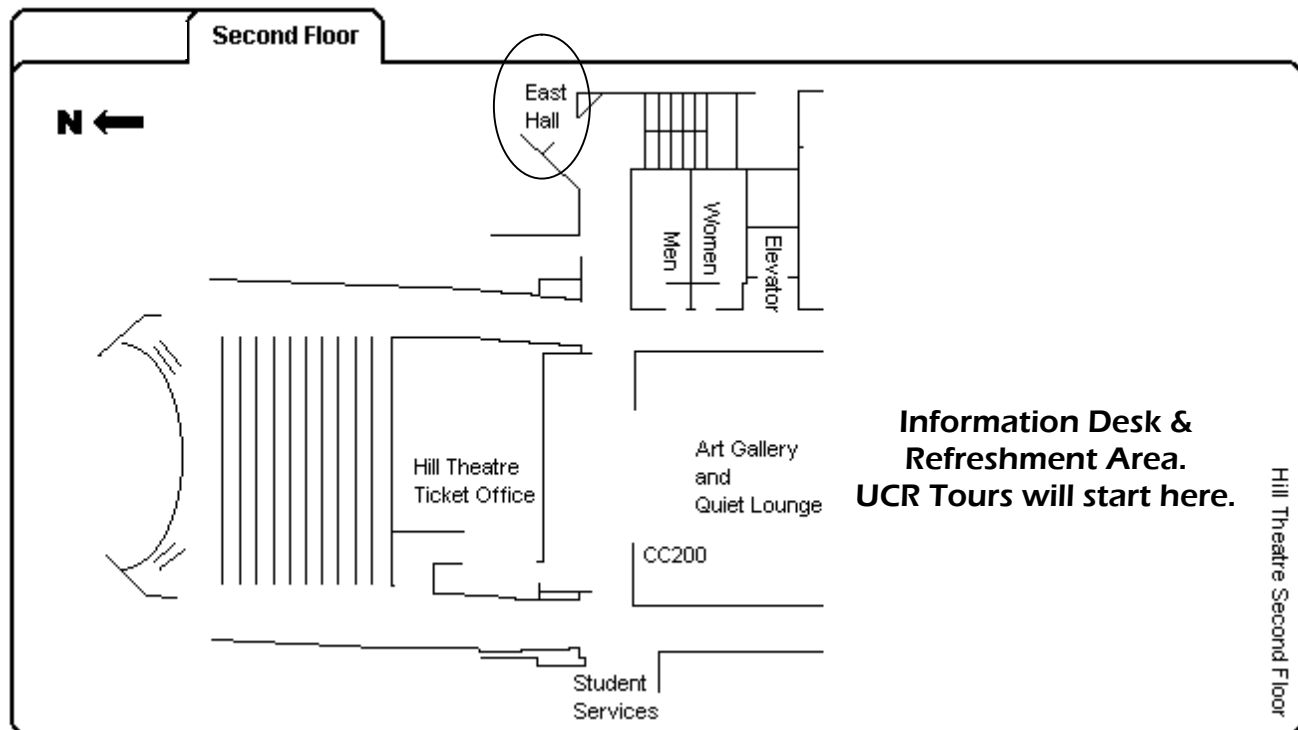 Second Floor
N
East
Hall
Men
Women
Elevator
Hill Theatre
Ticket Office
Art Gallery
and
Quiet Lounge
CC200
Information Desk &
Refreshment Area.
UCR Tours will start here.
Hill Theatre Second Floor
Student
Services